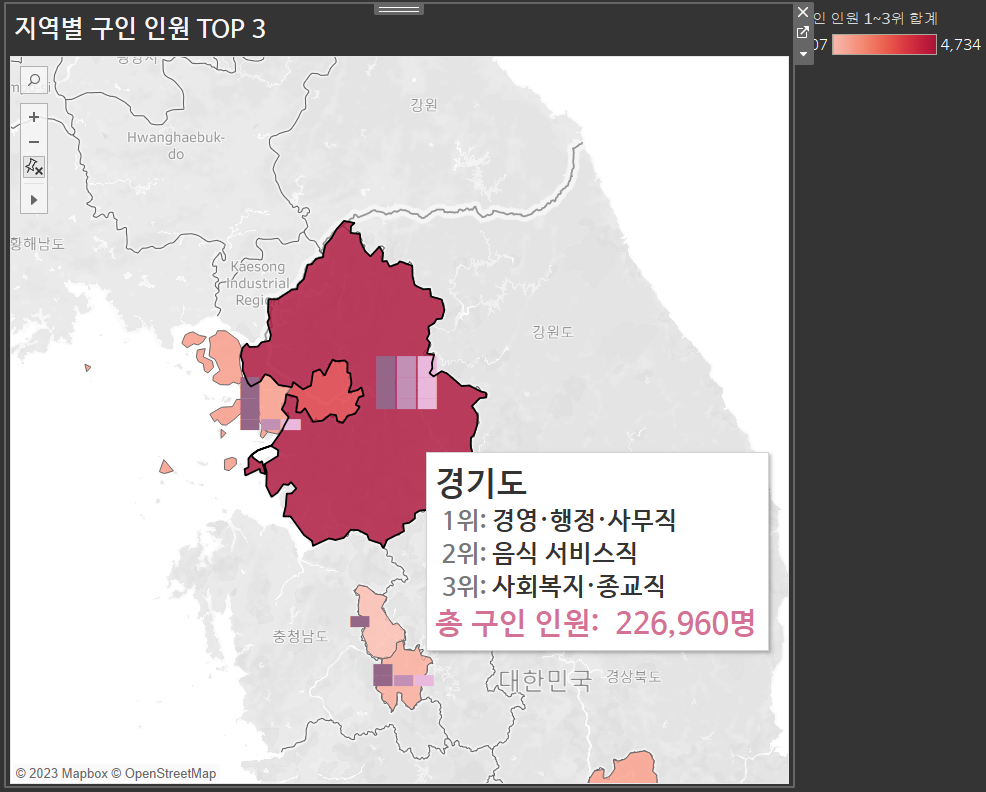 지역별 구인 인원 TOP 3
인 인원 1~3위 합계
07
4,734
강원
Hwanghaebuk-
do
황해남도
Kaesong
Industrial
Regi
강원도
경기도
1위: 경영·행정·사무직
2위: 음식 서비스직
3위: 사회복지·종교직
총 구인 인원: 226,960명
충청남도
대한민국
경상북도
© 2023 Mapbox © OpenStreetMap